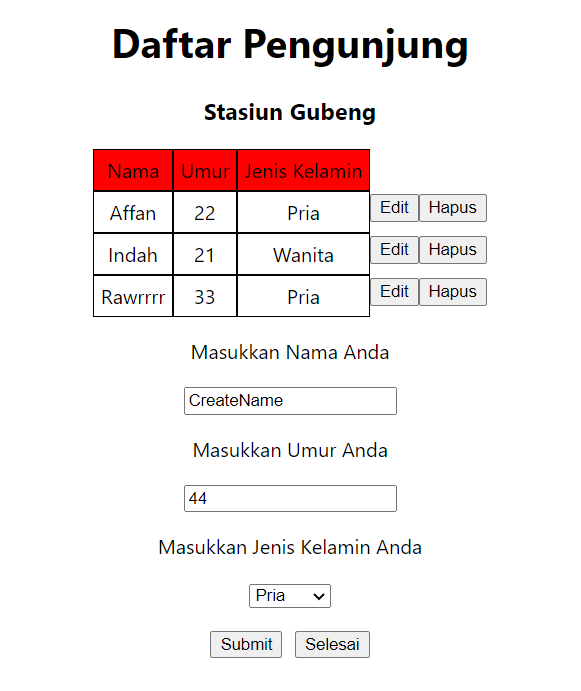 Daftar Pengunjung
Stasiun Gubeng
Nama Umur Jenis Kelamin
Affan 22 Pria Edit Hapus
Indah 21 Wanita Edit Hapus
Rawrrrr 33 Pria Edit Hapus
Masukkan Nama Anda
CreateName
Masukkan Umur Anda
44
Masukkan Jenis Kelamin Anda
Pria
Submit Selesai